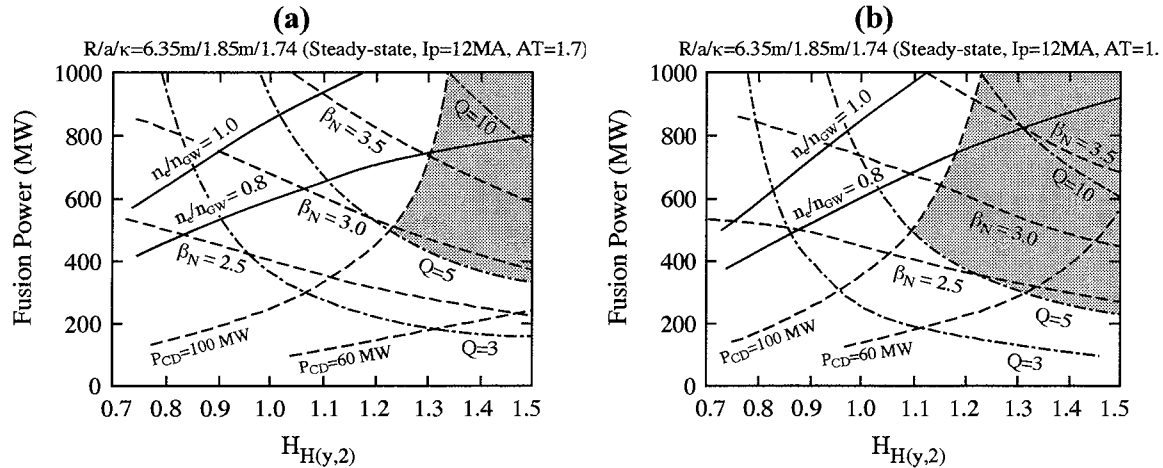 (a)
R/a/κ=6.35m/1.85m/1.74 (Steady-state, Ip=12MA, AT=1.7)
1000
800
600
400
200
0
Fusion Power (MW)
n_e/n_GW = 1.0
n_e/n_GW = 0.8
β_N = 3.5
β_N = 3.0
β_N = 2.5
Q=10
Q=5
Q=3
P_CD=100 MW
P_CD=60 MW
0.7 0.8 0.9 1.0 1.1 1.2 1.3 1.4 1.5
H_H(y,2)
(b)
R/a/κ=6.35m/1.85m/1.74 (Steady-state, Ip=12MA, AT=1.
1000
800
600
400
200
0
Fusion Power (MW)
n_e/n_GW = 1.0
n_e/n_GW = 0.8
β_N = 3.5
Q=10
β_N = 3.0
β_N = 2.5
Q=5
Q=3
P_CD=100 MW
P_CD=60 MW
0.7 0.8 0.9 1.0 1.1 1.2 1.3 1.4 1.5
H_H(y,2)